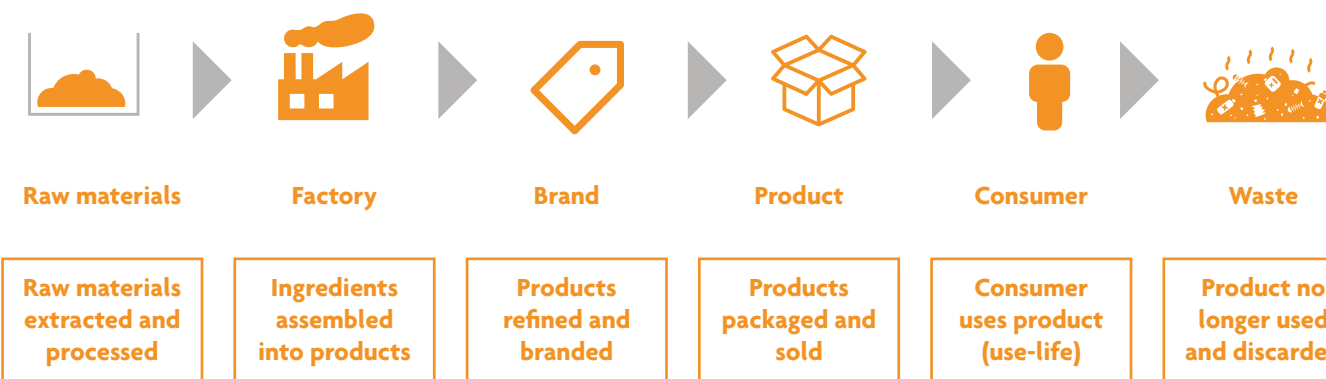 Raw materials
Factory
Brand
Product
Consumer
Waste
Raw materials
extracted and
processed
Ingredients
assembled
into products
Products
refined and
branded
Products
packaged and
sold
Consumer
uses product
(use-life)
Product no
longer used
and discarde